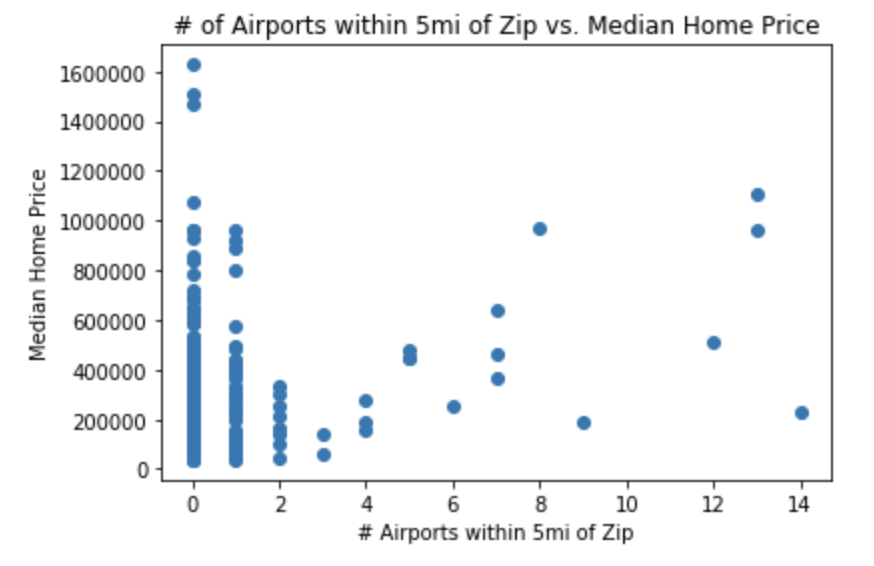 # of Airports within 5mi of Zip vs. Median Home Price
1600000
1400000
1200000
1000000
800000
600000
400000
200000
0
Median Home Price
0 2 4 6 8 10 12 14
# Airports within 5mi of Zip